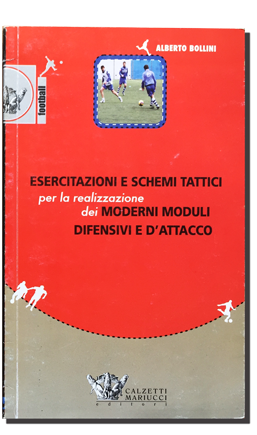 ALBERTO BOLLINI
football
ESERCITAZIONI E SCHEMI TATTICI
per la realizzazione
dei MODERNI MODULI
DIFENSIVI E D'ATTACCO
CALZETTI
MARIUCCI
editori